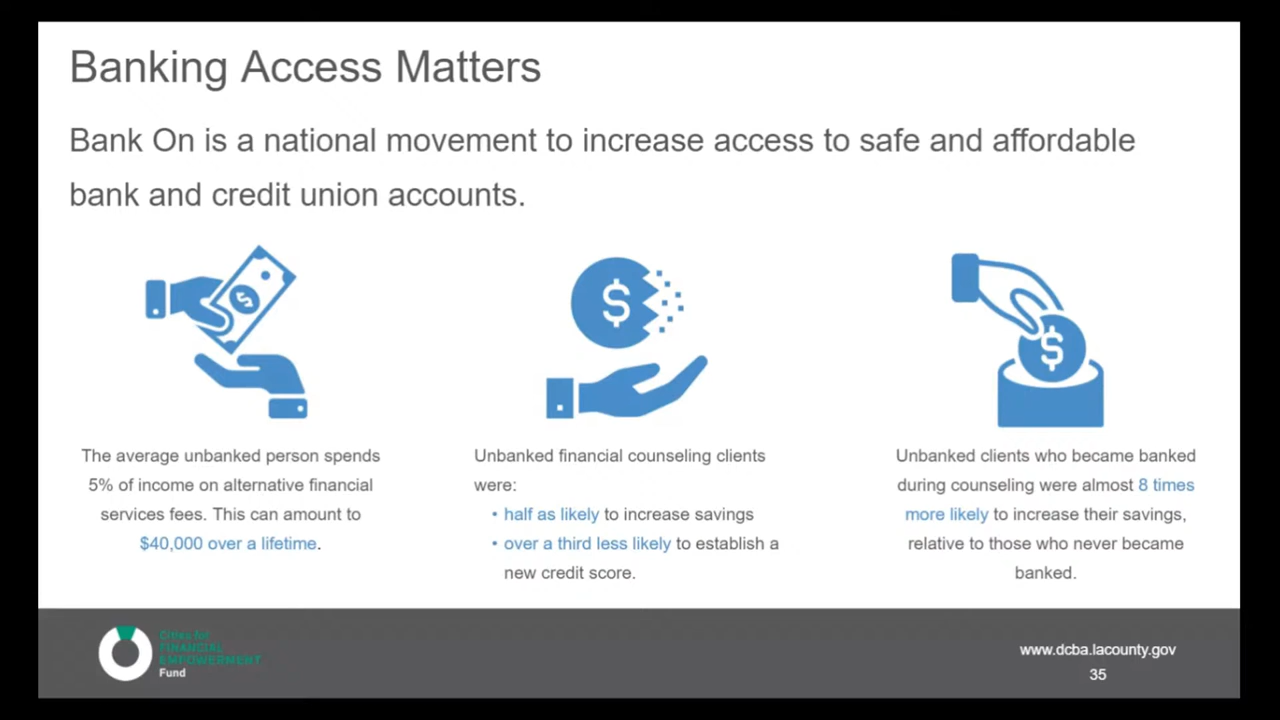 Banking Access Matters
Bank On is a national movement to increase access to safe and affordable
bank and credit union accounts.
$
$
$
The average unbanked person spends
5% of income on alternative financial
services fees. This can amount to
$40,000 over a lifetime.
Unbanked financial counseling clients
were:
• half as likely to increase savings
• over a third less likely to establish a
new credit score.
Unbanked clients who became banked
during counseling were almost 8 times
more likely to increase their savings,
relative to those who never became
banked.
Cities for
FINANCIAL
EMPOWERMENT
Fund
www.dcba.lacounty.gov
35